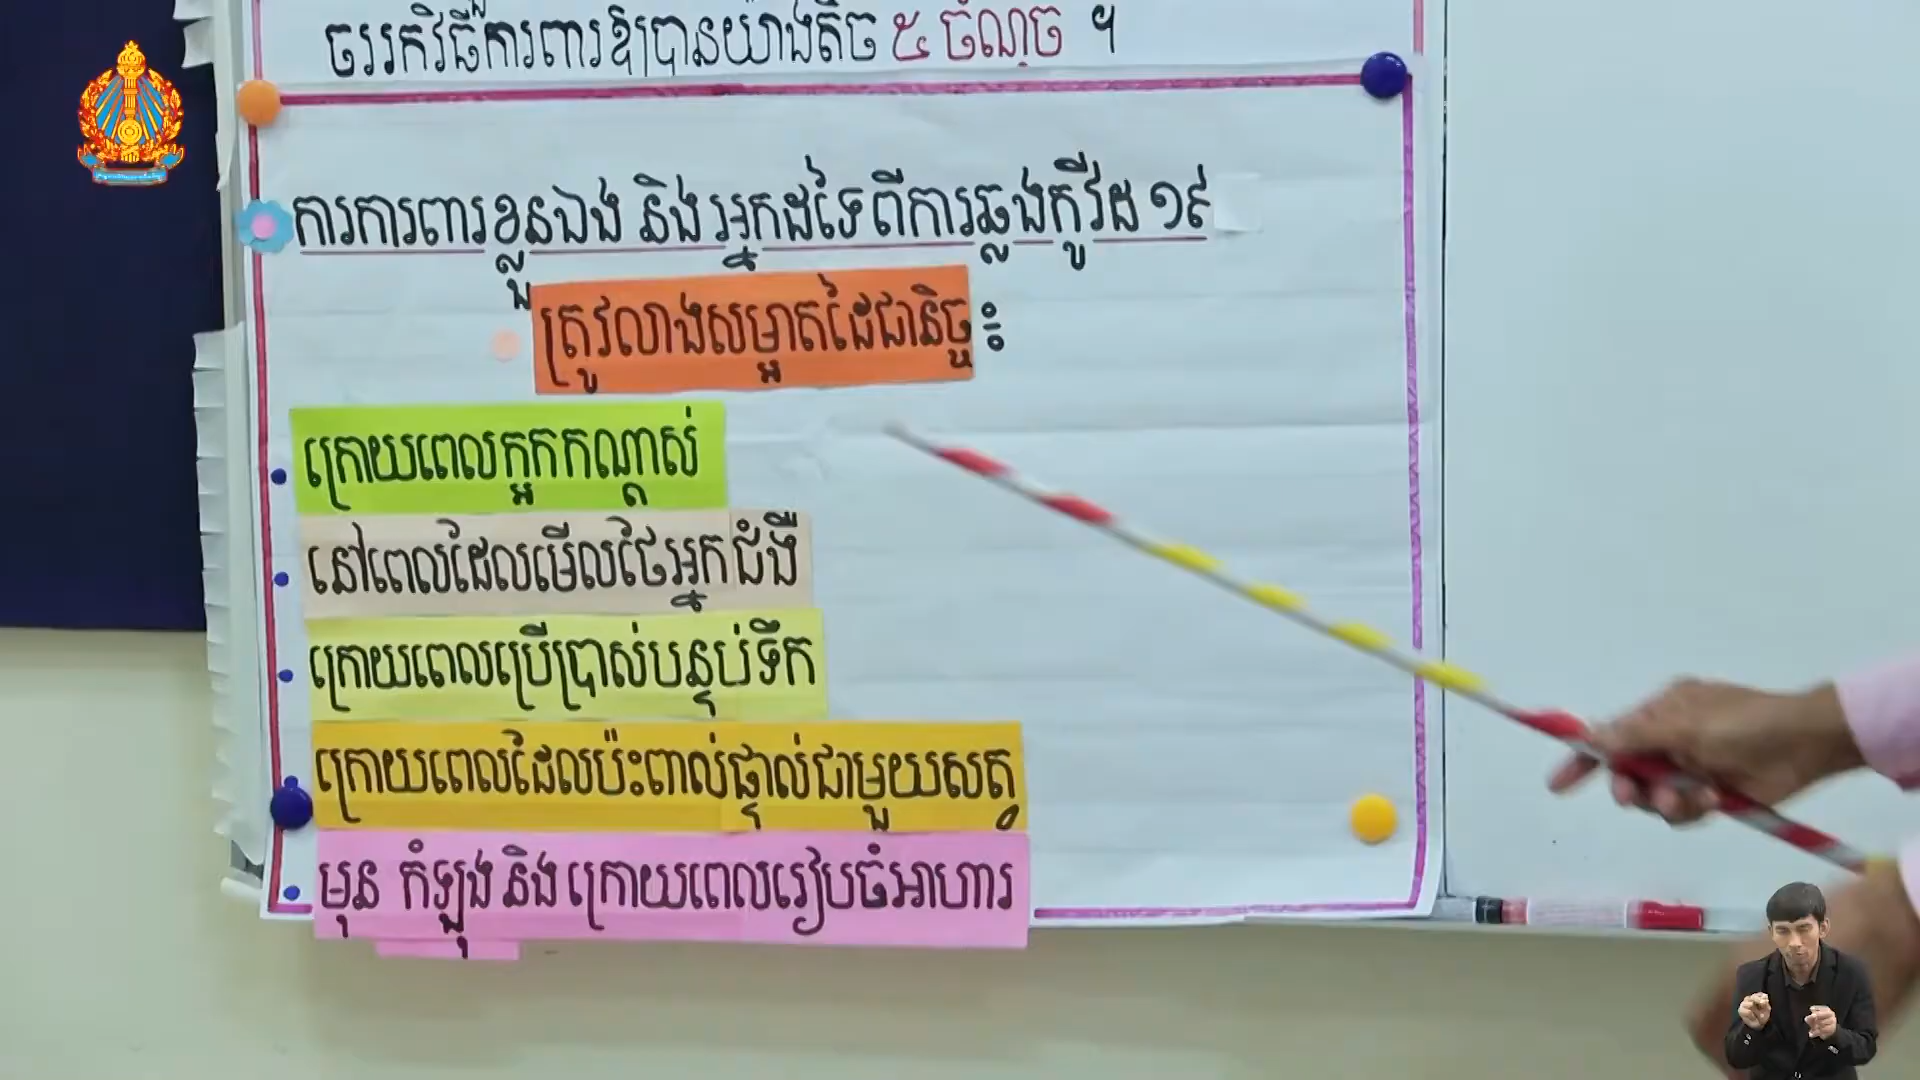 ចររកវិធីការពារឱ្យបានយ៉ាងតិច ៥ ចំណុច ។
ការការពារខ្លួនឯង និង អ្នកដទៃពីការឆ្លងកូវីដ ១៩
ត្រូវលាងសម្អាតដៃជានិច្ច ៖
ក្រោយពេលក្អកកណ្តាស់
នៅពេលដែលមើលថែអ្នកជំងឺ
ក្រោយពេលប្រើប្រាស់បន្ទប់ទឹក
ក្រោយពេលដែលប៉ះពាល់ផ្ទាល់ជាមួយសត្វ
មុន កំឡុង និង ក្រោយពេលរៀបចំអាហារ